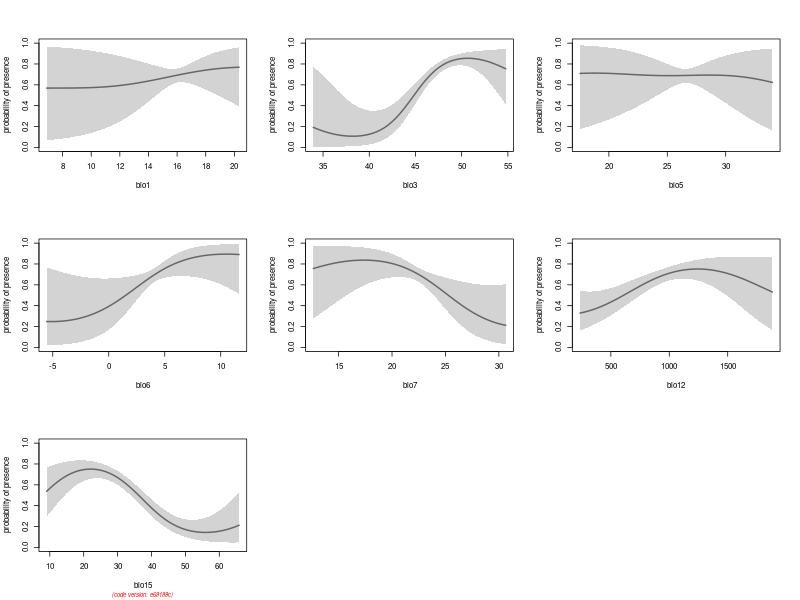 probability of presence
0.0 0.2 0.4 0.6 0.8 1.0
8 10 12 14 16 18 20
bio1
probability of presence
0.0 0.2 0.4 0.6 0.8 1.0
35 40 45 50 55
bio3
probability of presence
0.0 0.2 0.4 0.6 0.8 1.0
20 25 30
bio5
probability of presence
0.0 0.2 0.4 0.6 0.8 1.0
-5 0 5 10
bio6
probability of presence
0.0 0.2 0.4 0.6 0.8 1.0
15 20 25 30
bio7
probability of presence
0.0 0.2 0.4 0.6 0.8 1.0
500 1000 1500
bio12
probability of presence
0.0 0.2 0.4 0.6 0.8 1.0
10 20 30 40 50 60
bio15
(code version: e69199c)